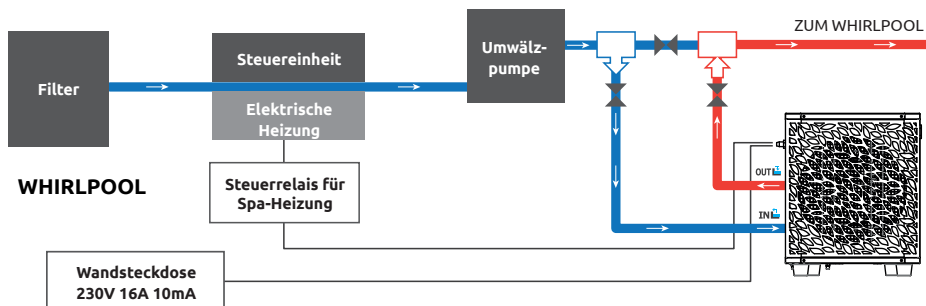 ZUM WHIRLPOOL
Filter
Steuereinheit
Elektrische
Heizung
Umwälz-
pumpe
WHIRLPOOL
Steuerrelais für
Spa-Heizung
OUT
IN
Wandsteckdose
230V 16A 10mA